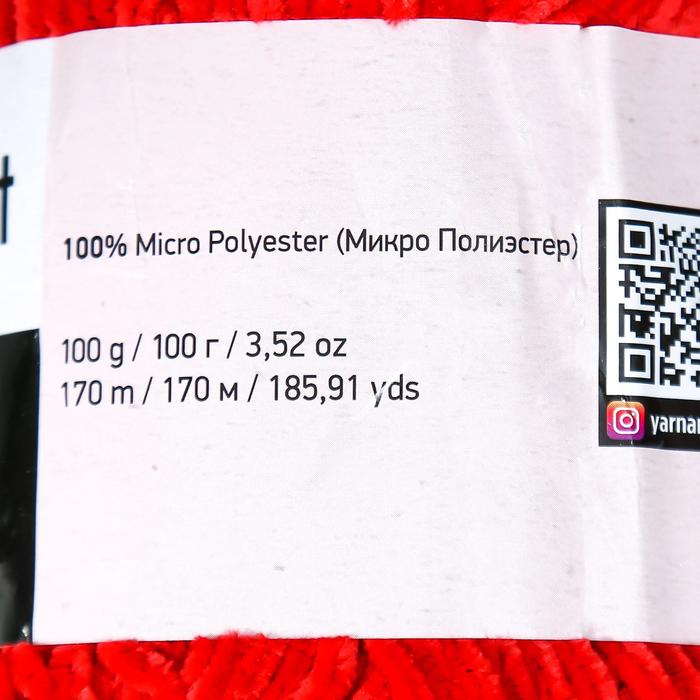 100% Micro Polyester (Микро Полиэстер)
100 g / 100 г / 3,52 oz
170 m / 170 м / 185,91 yds